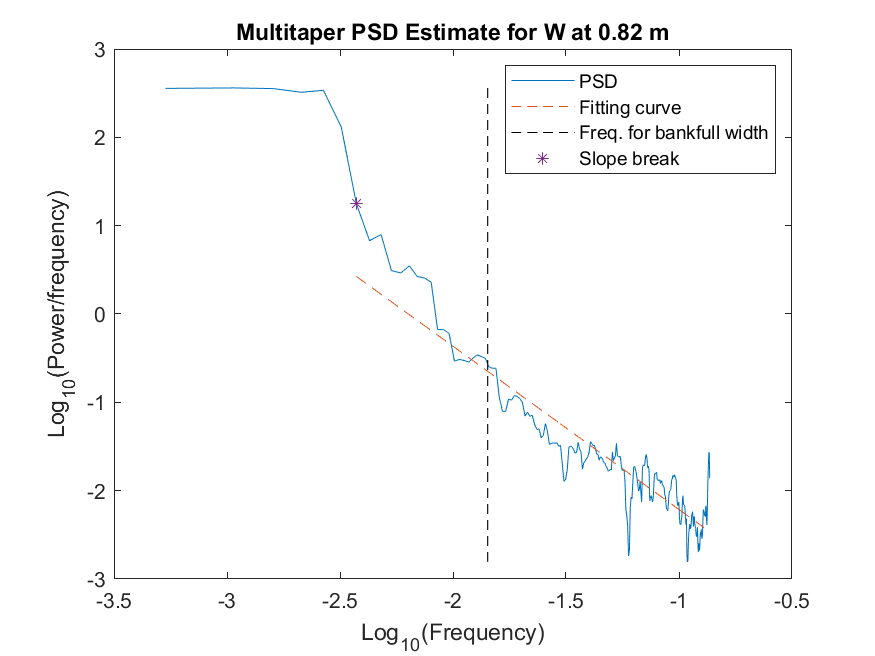 Multitaper PSD Estimate for W at 0.82 m
PSD
Fitting curve
Freq. for bankfull width
Slope break
3
2
1
0
-1
-2
-3
Log10(Power/frequency)
-3.5 -3 -2.5 -2 -1.5 -1 -0.5
Log10(Frequency)